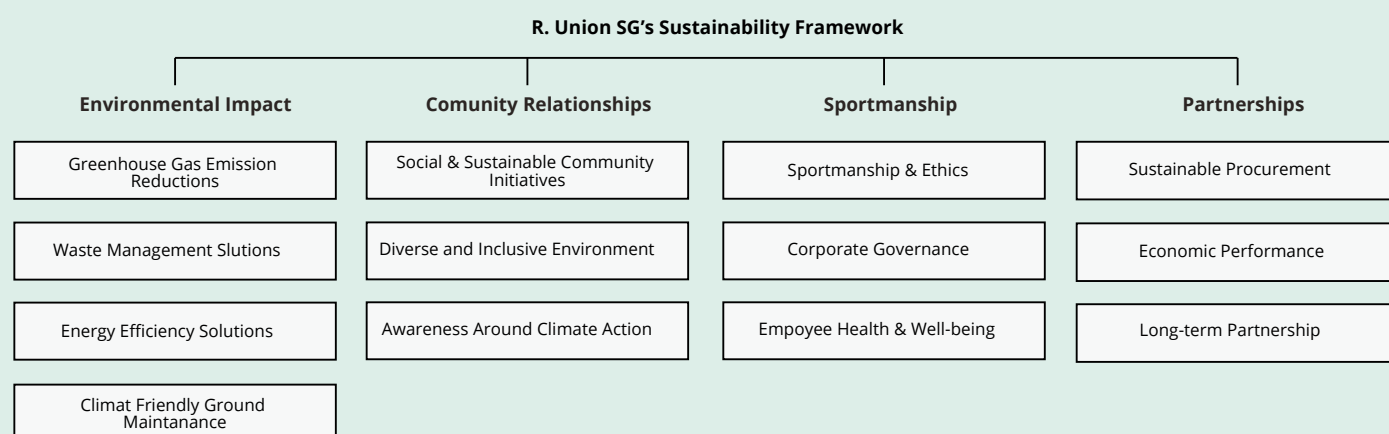 R. Union SG’s Sustainability Framework
Environmental Impact
Greenhouse Gas Emission
Reductions
Waste Management Slutions
Energy Efficiency Solutions
Climat Friendly Ground
Maintanance
Comunity Relationships
Social & Sustainable Community
Initiatives
Diverse and Inclusive Environment
Awareness Around Climate Action
Sportmanship
Sportmanship & Ethics
Corporate Governance
Empoyee Health & Well-being
Partnerships
Sustainable Procurement
Economic Performance
Long-term Partnership